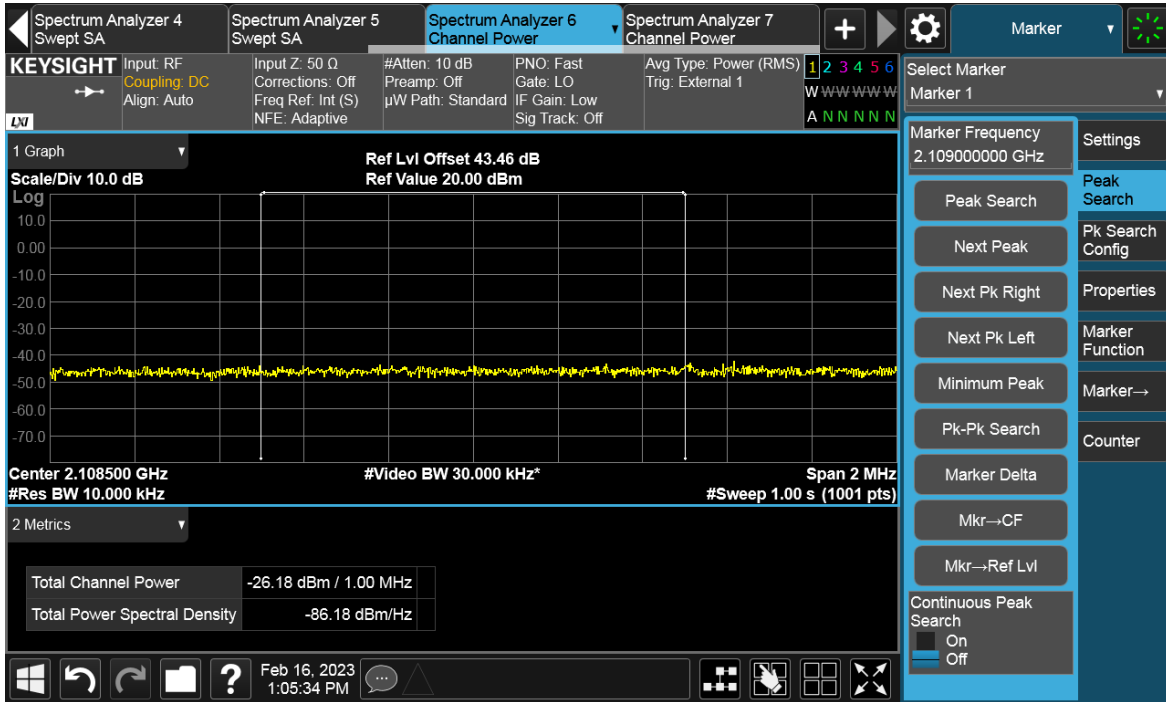 Spectrum Analyzer 4
Swept SA
Spectrum Analyzer 5
Swept SA
Spectrum Analyzer 6
Channel Power
Spectrum Analyzer 7
Channel Power
+
Marker
KEYSIGHT
LXI
Input: RF
Coupling: DC
Align: Auto
Input Z: 50 Ω
Corrections: Off
Freq Ref: Int (S)
NFE: Adaptive
#Atten: 10 dB
Preamp: Off
µW Path: Standard
PNO: Fast
Gate: LO
IF Gain: Low
Sig Track: Off
Avg Type: Power (RMS)
Trig: External 1
1 2 3 4 5 6
W W W W W W
A N N N N N
Select Marker
Marker 1
1 Graph
Scale/Div 10.0 dB
Ref Lvl Offset 43.46 dB
Ref Value 20.00 dBm
Log
10.0
0.00
-10.0
-20.0
-30.0
-40.0
-50.0
-60.0
-70.0
Center 2.108500 GHz
#Video BW 30.000 kHz*
Span 2 MHz
#Res BW 10.000 kHz
#Sweep 1.00 s (1001 pts)
2 Metrics
Total Channel Power -26.18 dBm / 1.00 MHz
Total Power Spectral Density -86.18 dBm/Hz
Marker Frequency
2.109000000 GHz
Peak Search
Next Peak
Next Pk Right
Next Pk Left
Minimum Peak
Pk-Pk Search
Marker Delta
Mkr→CF
Mkr→Ref Lvl
Continuous Peak
Search
On
Off
Settings
Peak
Search
Pk Search
Config
Properties
Marker
Function
Marker→
Counter
?
Feb 16, 2023
1:05:34 PM